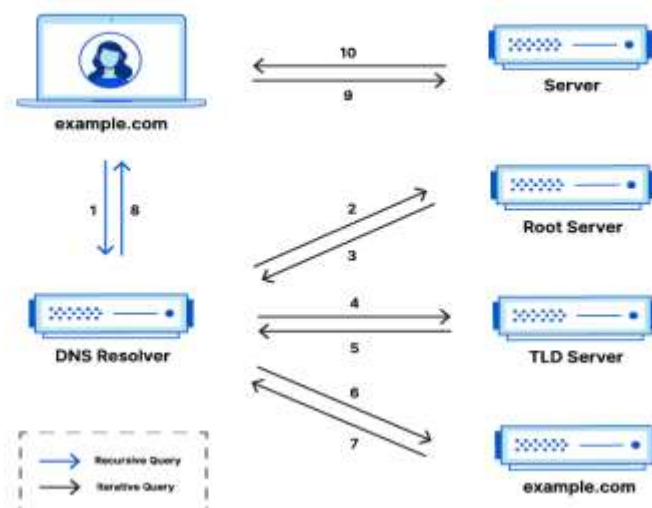 10
9
Server
example.com
1
8
2
3
Root Server
4
5
DNS Resolver
TLD Server
6
7
Recursive Query
Iterative Query
example.com